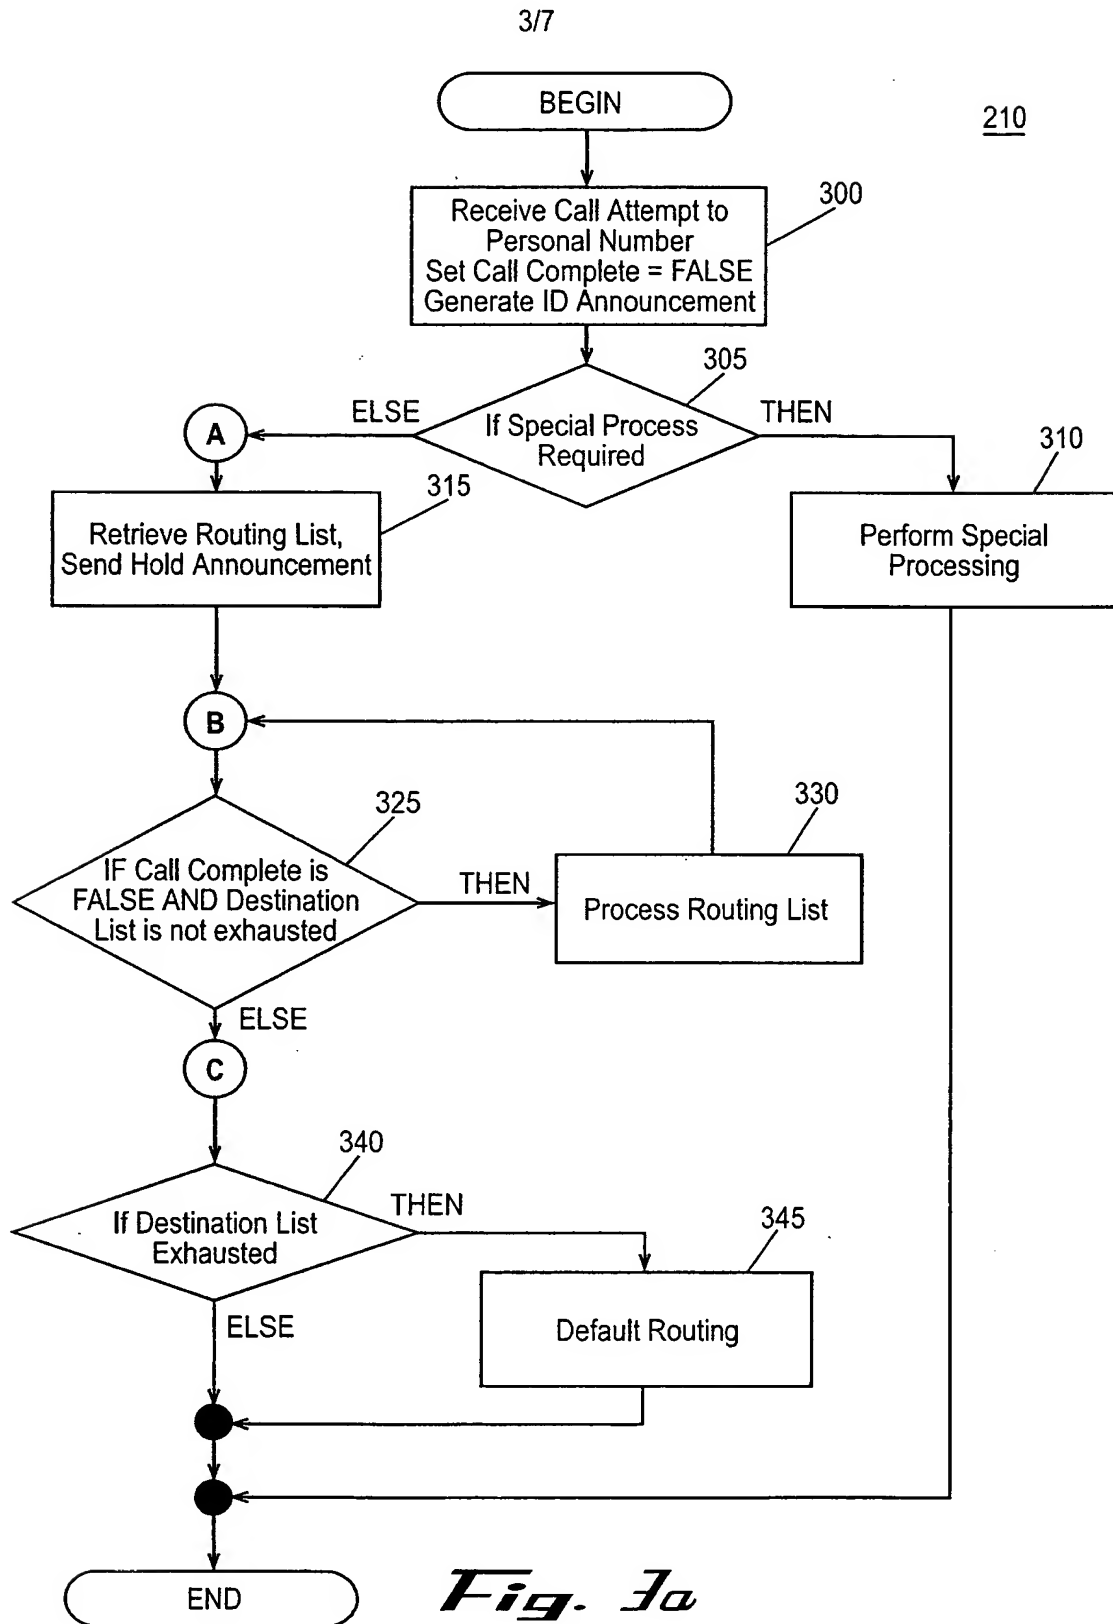 3/7
BEGIN
210
300
Receive Call Attempt to
Personal Number
Set Call Complete = FALSE
Generate ID Announcement
305
ELSE
THEN
If Special Process
Required
A
310
315
Retrieve Routing List,
Send Hold Announcement
Perform Special
Processing
B
325
330
IF Call Complete is
FALSE AND Destination
List is not exhausted
THEN
Process Routing List
ELSE
C
340
THEN
If Destination List
Exhausted
345
ELSE
Default Routing
END
Fig. 3a